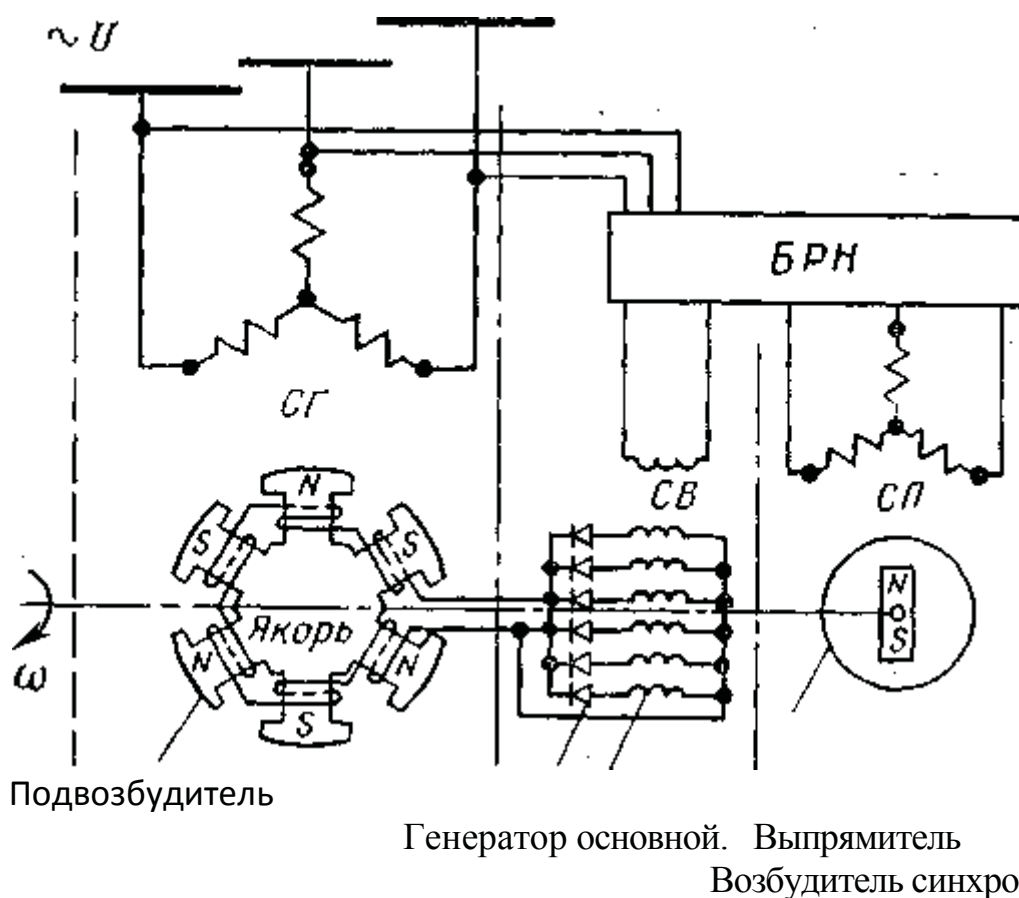 ~ U
БРН
СГ
СВ
СП
N
S
S
N
S
Якорь
N
N
S
ω
Подвозбудитель
Генератор основной. Выпрямитель
Возбудитель синхро